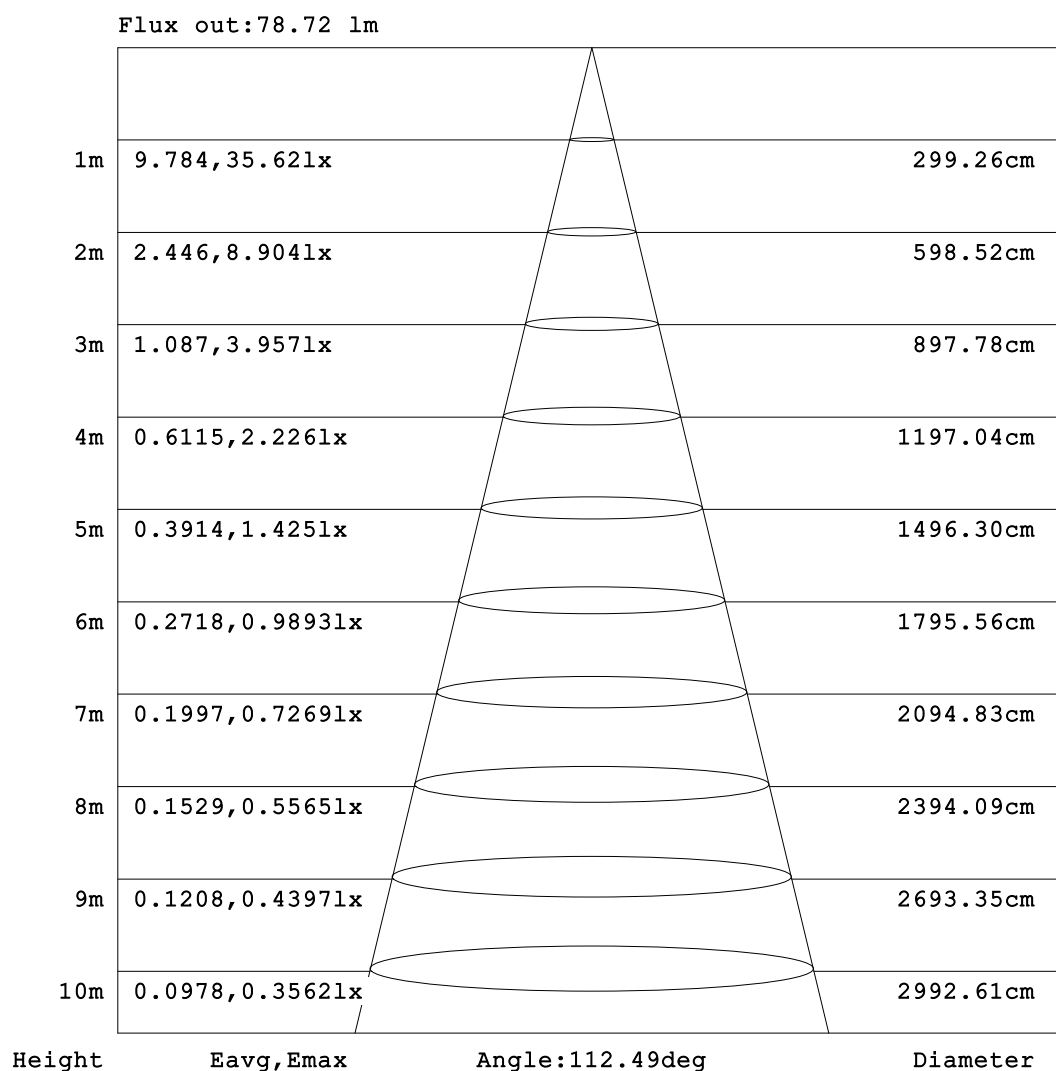 Flux out:78.72 lm
1m 9.784,35.62lx 299.26cm
2m 2.446,8.904lx 598.52cm
3m 1.087,3.957lx 897.78cm
4m 0.6115,2.226lx 1197.04cm
5m 0.3914,1.425lx 1496.30cm
6m 0.2718,0.9893lx 1795.56cm
7m 0.1997,0.7269lx 2094.83cm
8m 0.1529,0.5565lx 2394.09cm
9m 0.1208,0.4397lx 2693.35cm
10m 0.0978,0.3562lx 2992.61cm
Height Eavg,Emax Angle:112.49deg Diameter